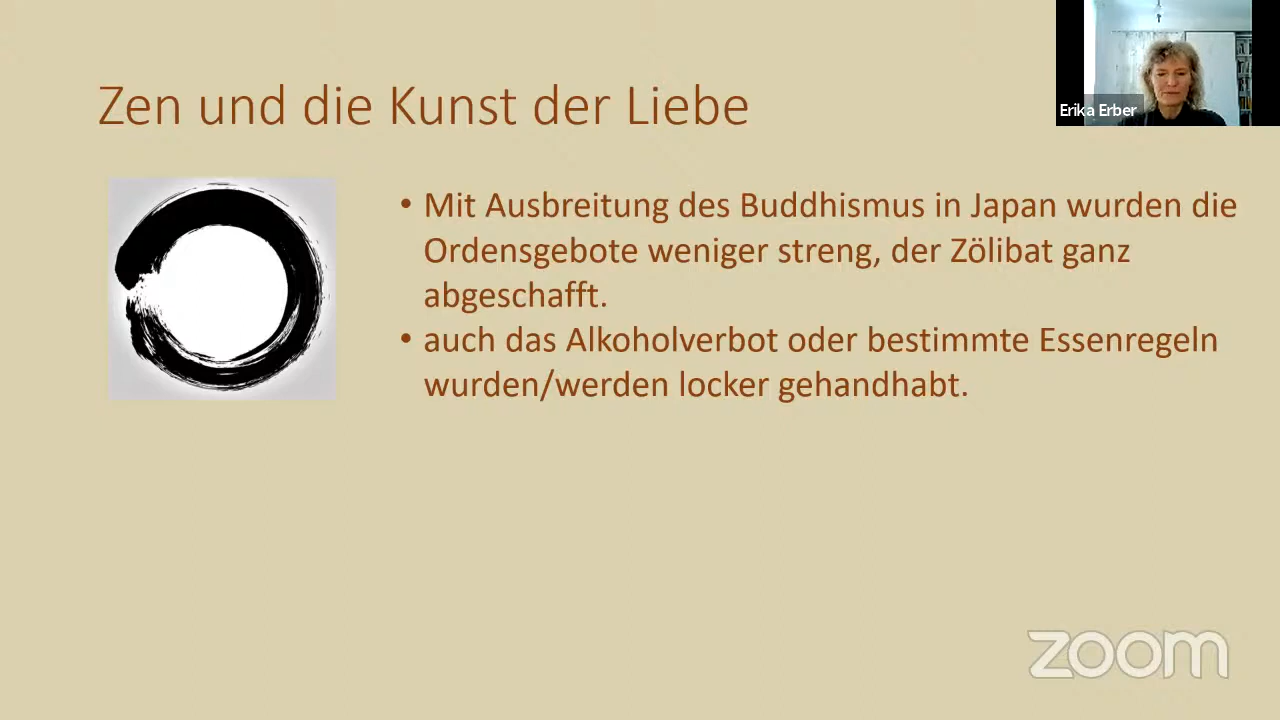 Zen und die Kunst der Liebe
Erika Erber
• Mit Ausbreitung des Buddhismus in Japan wurden die
Ordensgebote weniger streng, der Zölibat ganz
abgeschafft.
• auch das Alkoholverbot oder bestimmte Essenregeln
wurden/werden locker gehandhabt.
zoom